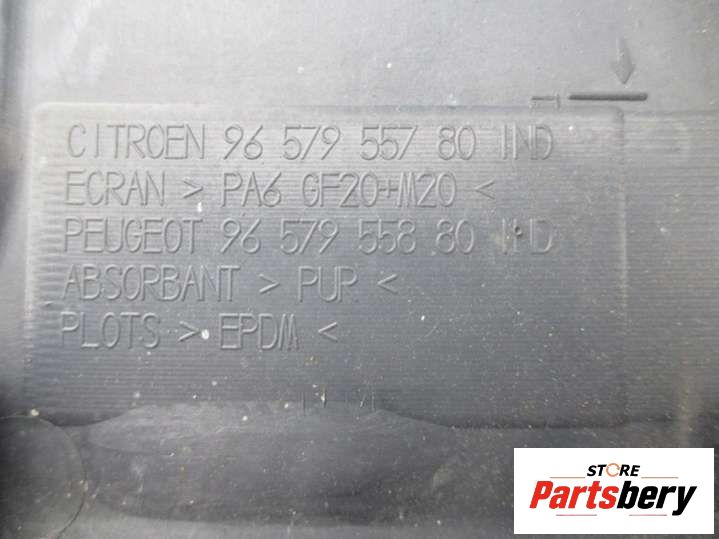 CITROEN 96 579 557 80 IND
ECRAN > PA6 GF20+M20 <
PEUGEOT 96 579 558 80 IND
ABSORBANT > PUR <
PLOTS > EPDM <
STORE
Partsbery